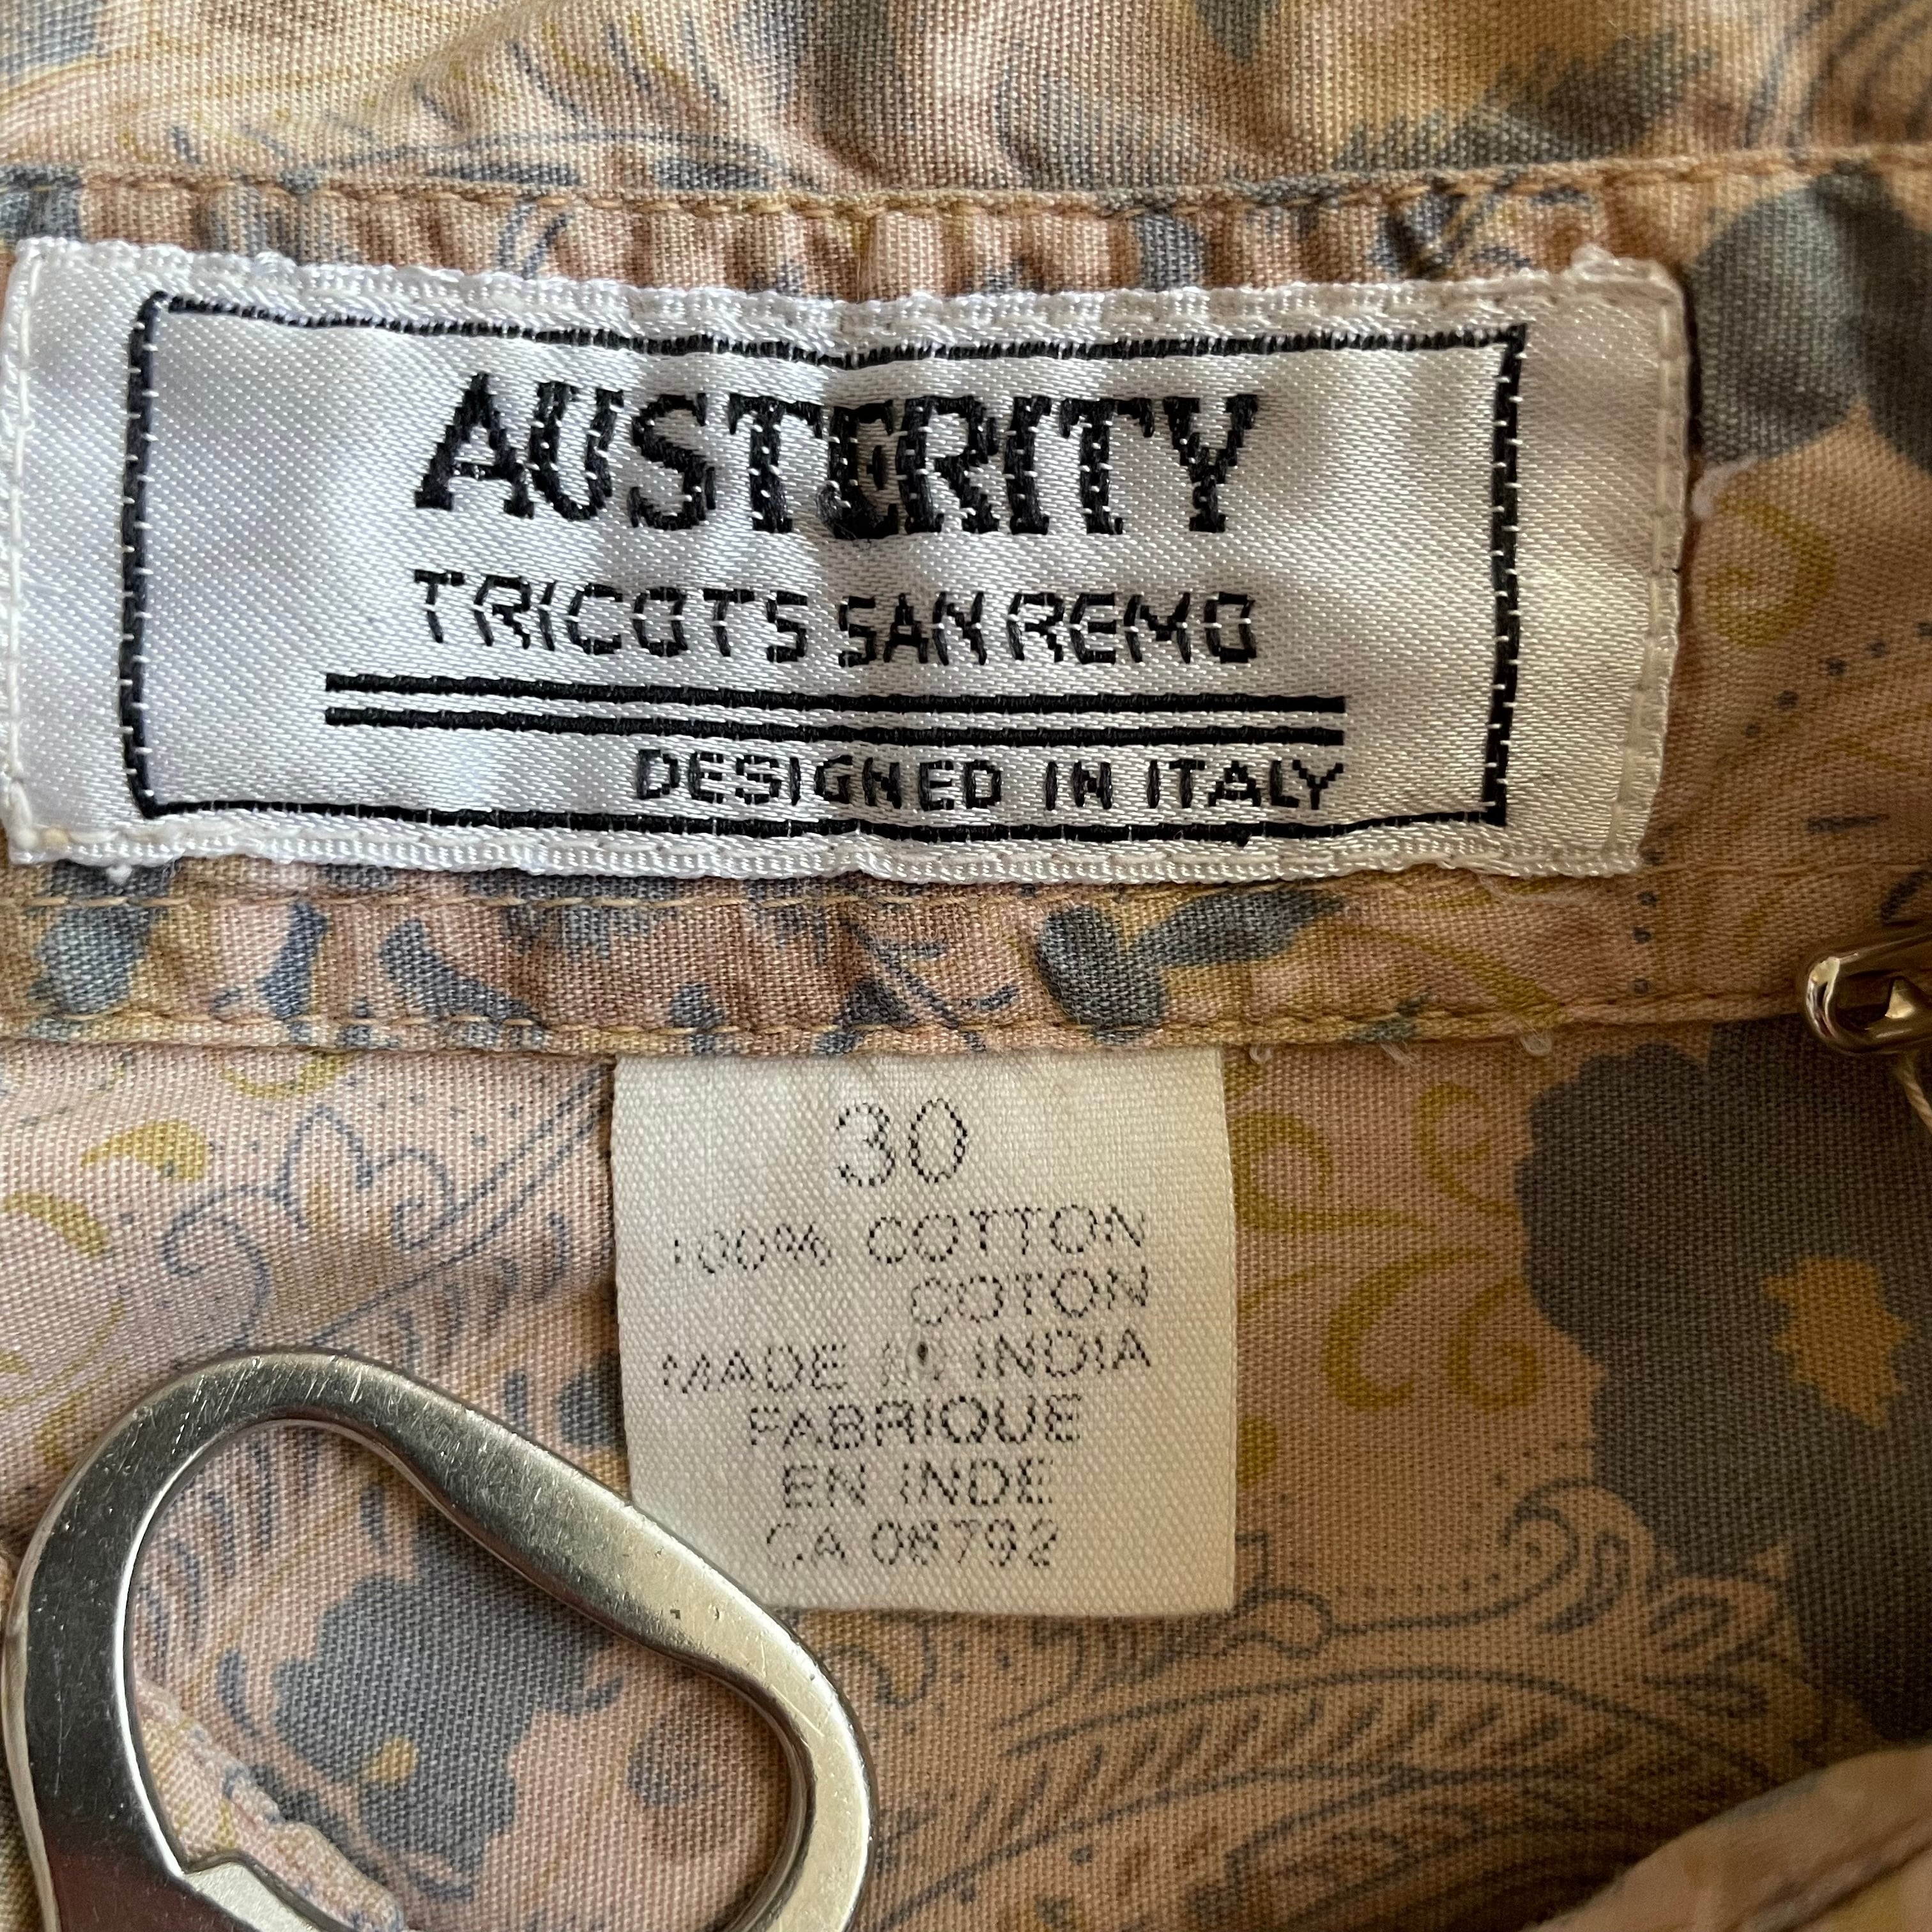 AUSTERITY
TRICOTS SAN REMO
DESIGNED IN ITALY
30
100% COTTON
COTON
MADE IN INDIA
FABRIQUE
EN INDE
CA 06792